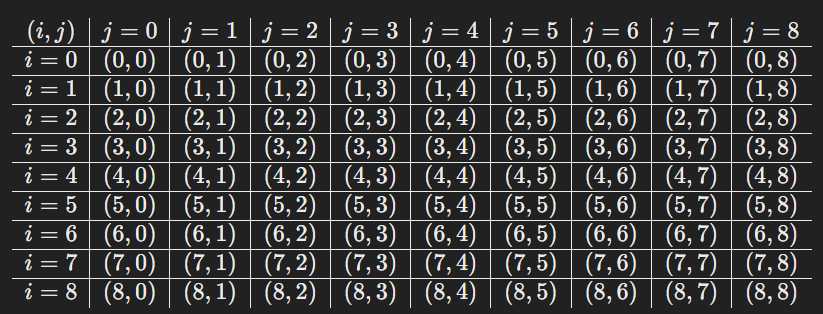 (i, j) j = 0 j = 1 j = 2 j = 3 j = 4 j = 5 j = 6 j = 7 j = 8
i = 0 (0, 0) (0, 1) (0, 2) (0, 3) (0, 4) (0, 5) (0, 6) (0, 7) (0, 8)
i = 1 (1, 0) (1, 1) (1, 2) (1, 3) (1, 4) (1, 5) (1, 6) (1, 7) (1, 8)
i = 2 (2, 0) (2, 1) (2, 2) (2, 3) (2, 4) (2, 5) (2, 6) (2, 7) (2, 8)
i = 3 (3, 0) (3, 1) (3, 2) (3, 3) (3, 4) (3, 5) (3, 6) (3, 7) (3, 8)
i = 4 (4, 0) (4, 1) (4, 2) (4, 3) (4, 4) (4, 5) (4, 6) (4, 7) (4, 8)
i = 5 (5, 0) (5, 1) (5, 2) (5, 3) (5, 4) (5, 5) (5, 6) (5, 7) (5, 8)
i = 6 (6, 0) (6, 1) (6, 2) (6, 3) (6, 4) (6, 5) (6, 6) (6, 7) (6, 8)
i = 7 (7, 0) (7, 1) (7, 2) (7, 3) (7, 4) (7, 5) (7, 6) (7, 7) (7, 8)
i = 8 (8, 0) (8, 1) (8, 2) (8, 3) (8, 4) (8, 5) (8, 6) (8, 7) (8, 8)